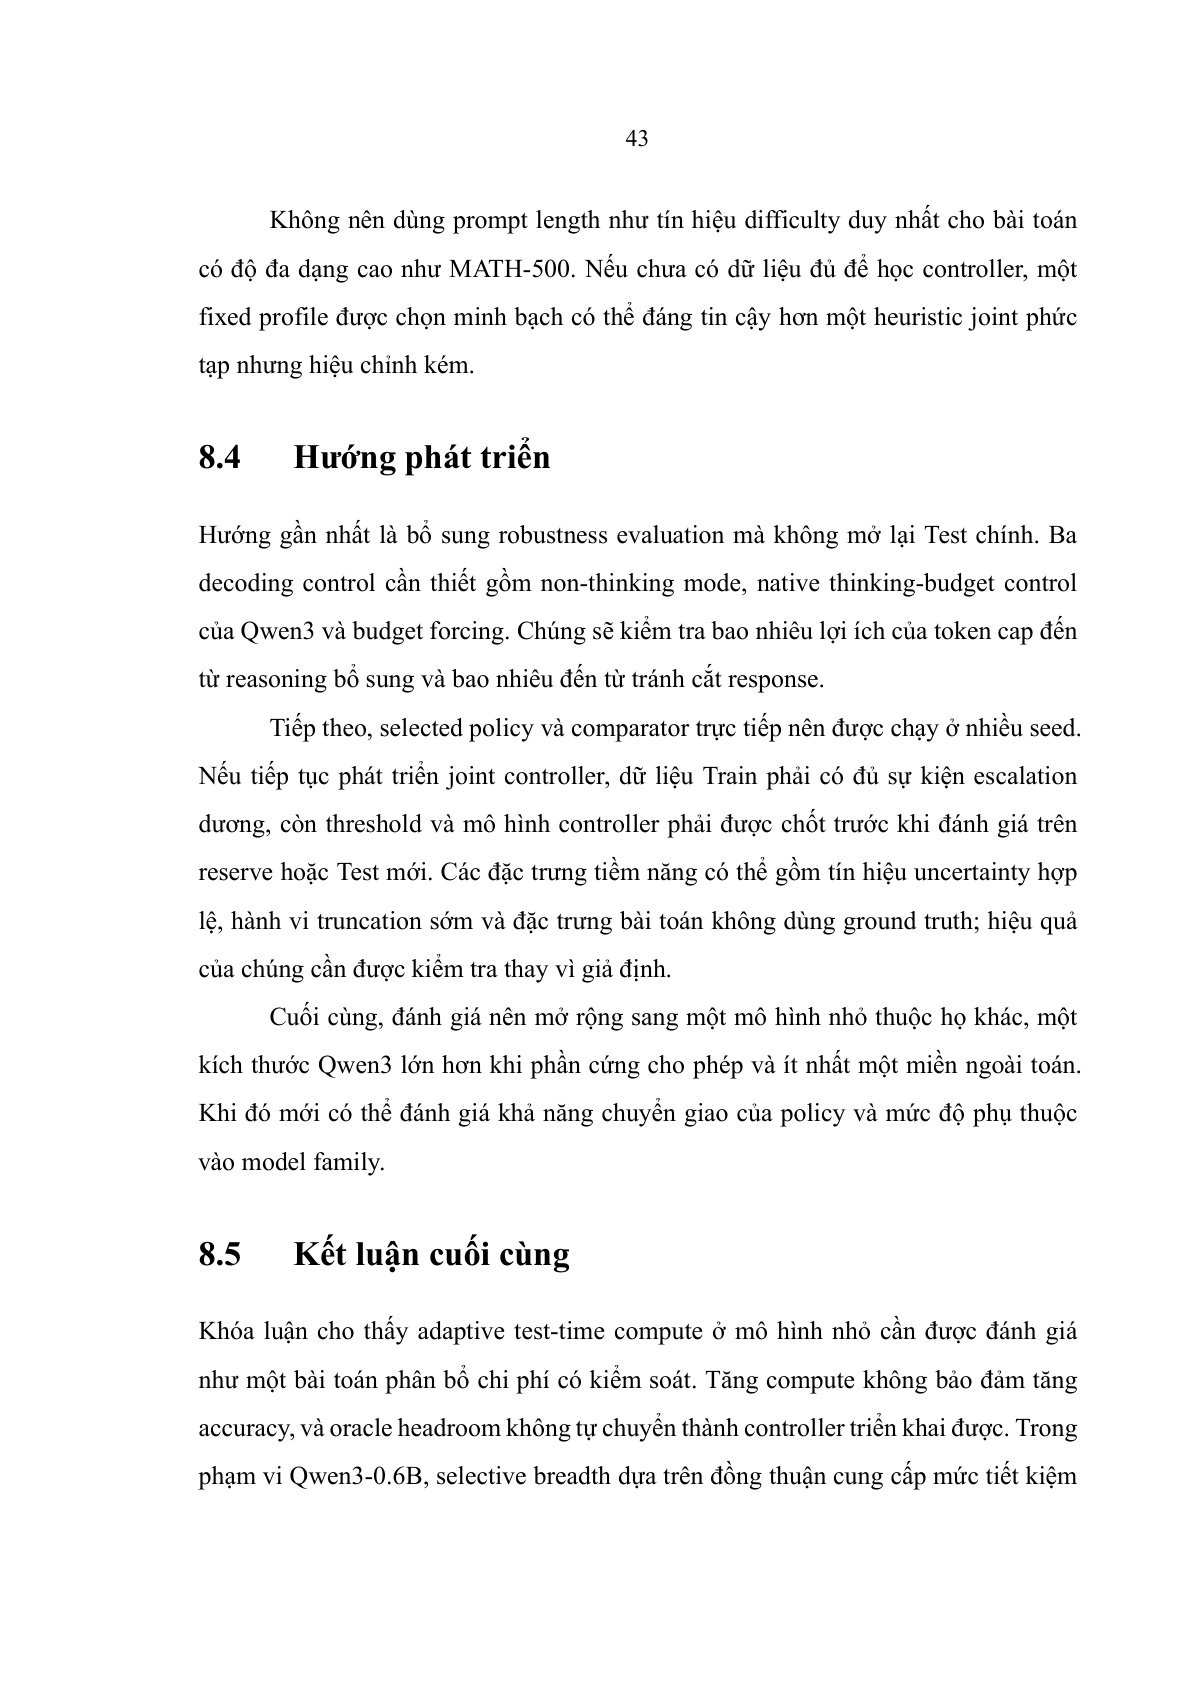 43
Không nên dùng prompt length như tín hiệu difficulty duy nhất cho bài toán
có độ đa dạng cao như MATH-500. Nếu chưa có dữ liệu đủ để học controller, một
fixed profile được chọn minh bạch có thể đáng tin cậy hơn một heuristic joint phức
tạp nhưng hiệu chỉnh kém.
8.4 Hướng phát triển
Hướng gần nhất là bổ sung robustness evaluation mà không mở lại Test chính. Ba
decoding control cần thiết gồm non-thinking mode, native thinking-budget control
của Qwen3 và budget forcing. Chúng sẽ kiểm tra bao nhiêu lợi ích của token cap đến
từ reasoning bổ sung và bao nhiêu đến từ tránh cắt response.
Tiếp theo, selected policy và comparator trực tiếp nên được chạy ở nhiều seed.
Nếu tiếp tục phát triển joint controller, dữ liệu Train phải có đủ sự kiện escalation
dương, còn threshold và mô hình controller phải được chốt trước khi đánh giá trên
reserve hoặc Test mới. Các đặc trưng tiềm năng có thể gồm tín hiệu uncertainty hợp
lệ, hành vi truncation sớm và đặc trưng bài toán không dùng ground truth; hiệu quả
của chúng cần được kiểm tra thay vì giả định.
Cuối cùng, đánh giá nên mở rộng sang một mô hình nhỏ thuộc họ khác, một
kích thước Qwen3 lớn hơn khi phần cứng cho phép và ít nhất một miền ngoài toán.
Khi đó mới có thể đánh giá khả năng chuyển giao của policy và mức độ phụ thuộc
vào model family.
8.5 Kết luận cuối cùng
Khóa luận cho thấy adaptive test-time compute ở mô hình nhỏ cần được đánh giá
như một bài toán phân bổ chi phí có kiểm soát. Tăng compute không bảo đảm tăng
accuracy, và oracle headroom không tự chuyển thành controller triển khai được. Trong
phạm vi Qwen3-0.6B, selective breadth dựa trên đồng thuận cung cấp mức tiết kiệm